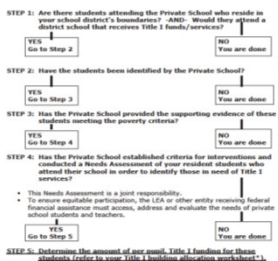 STEP 1: Are there students attending the Private School who reside in
your school district's boundaries? -AND- Would they attend a
district school that receives Title I funds/services?
YES
Go to Step 2
NO
You are done
STEP 2: Have the students been identified by the Private School?
YES
Go to Step 3
NO
You are done
STEP 3: Has the Private School provided the supporting evidence of these
students meeting the poverty criteria?
YES
Go to Step 4
NO
You are done
STEP 4: Has the Private School established criteria for interventions and
conducted a Needs Assessment of your resident students who
attend their school in order to identify those in need of Title I
services?
• This Needs Assessment is a joint responsibility.
• To ensure equitable participation, the LEA or other entity receiving federal
financial assistance must access, address and evaluate the needs of private
school students and teachers.
YES
Go to Step 5
NO
You are done
STEP 5: Determine the amount of per pupil. Title I funding for these
students (refer to your Title I building allocation worksheet*).